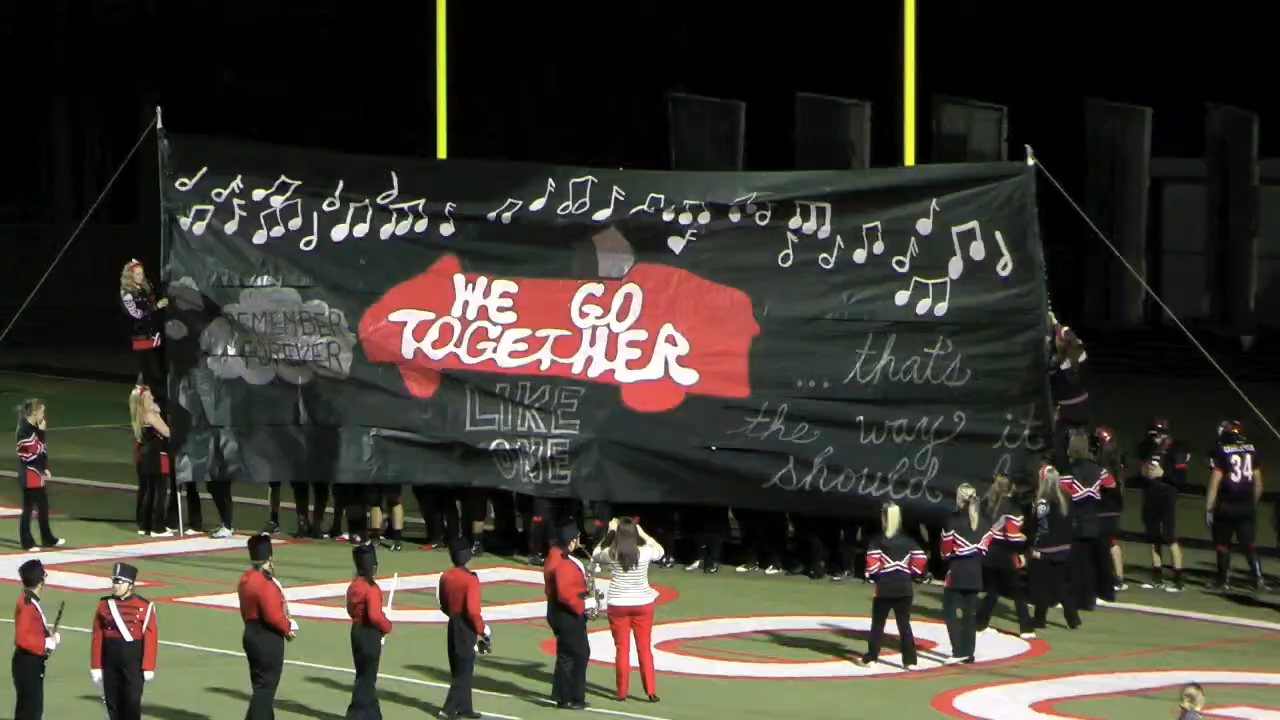 REMEMBER
FOREVER
WE GO
TOGETHER
LIKE
ONE
... that's
the way it
should
34